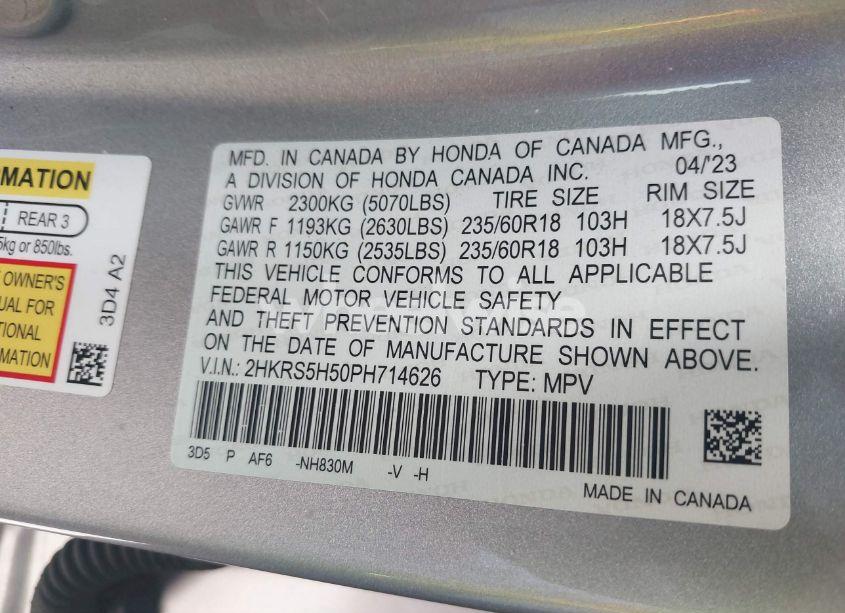 MATION
REAR 3
5kg or 850lbs.
OWNER'S
UAL FOR
TIONAL
RMATION
3D4 A2
MFD. IN CANADA BY HONDA OF CANADA MFG.,
A DIVISION OF HONDA CANADA INC. 04/'23
GVWR 2300KG (5070LBS) TIRE SIZE RIM SIZE
GAWR F 1193KG (2630LBS) 235/60R18 103H 18X7.5J
GAWR R 1150KG (2535LBS) 235/60R18 103H 18X7.5J
THIS VEHICLE CONFORMS TO ALL APPLICABLE
FEDERAL MOTOR VEHICLE SAFETY
AND THEFT PREVENTION STANDARDS IN EFFECT
ON THE DATE OF MANUFACTURE SHOWN ABOVE.
V.I.N.: 2HKRS5H50PH714626 TYPE: MPV
3D5 P AF6 -NH830M -V -H
MADE IN CANADA